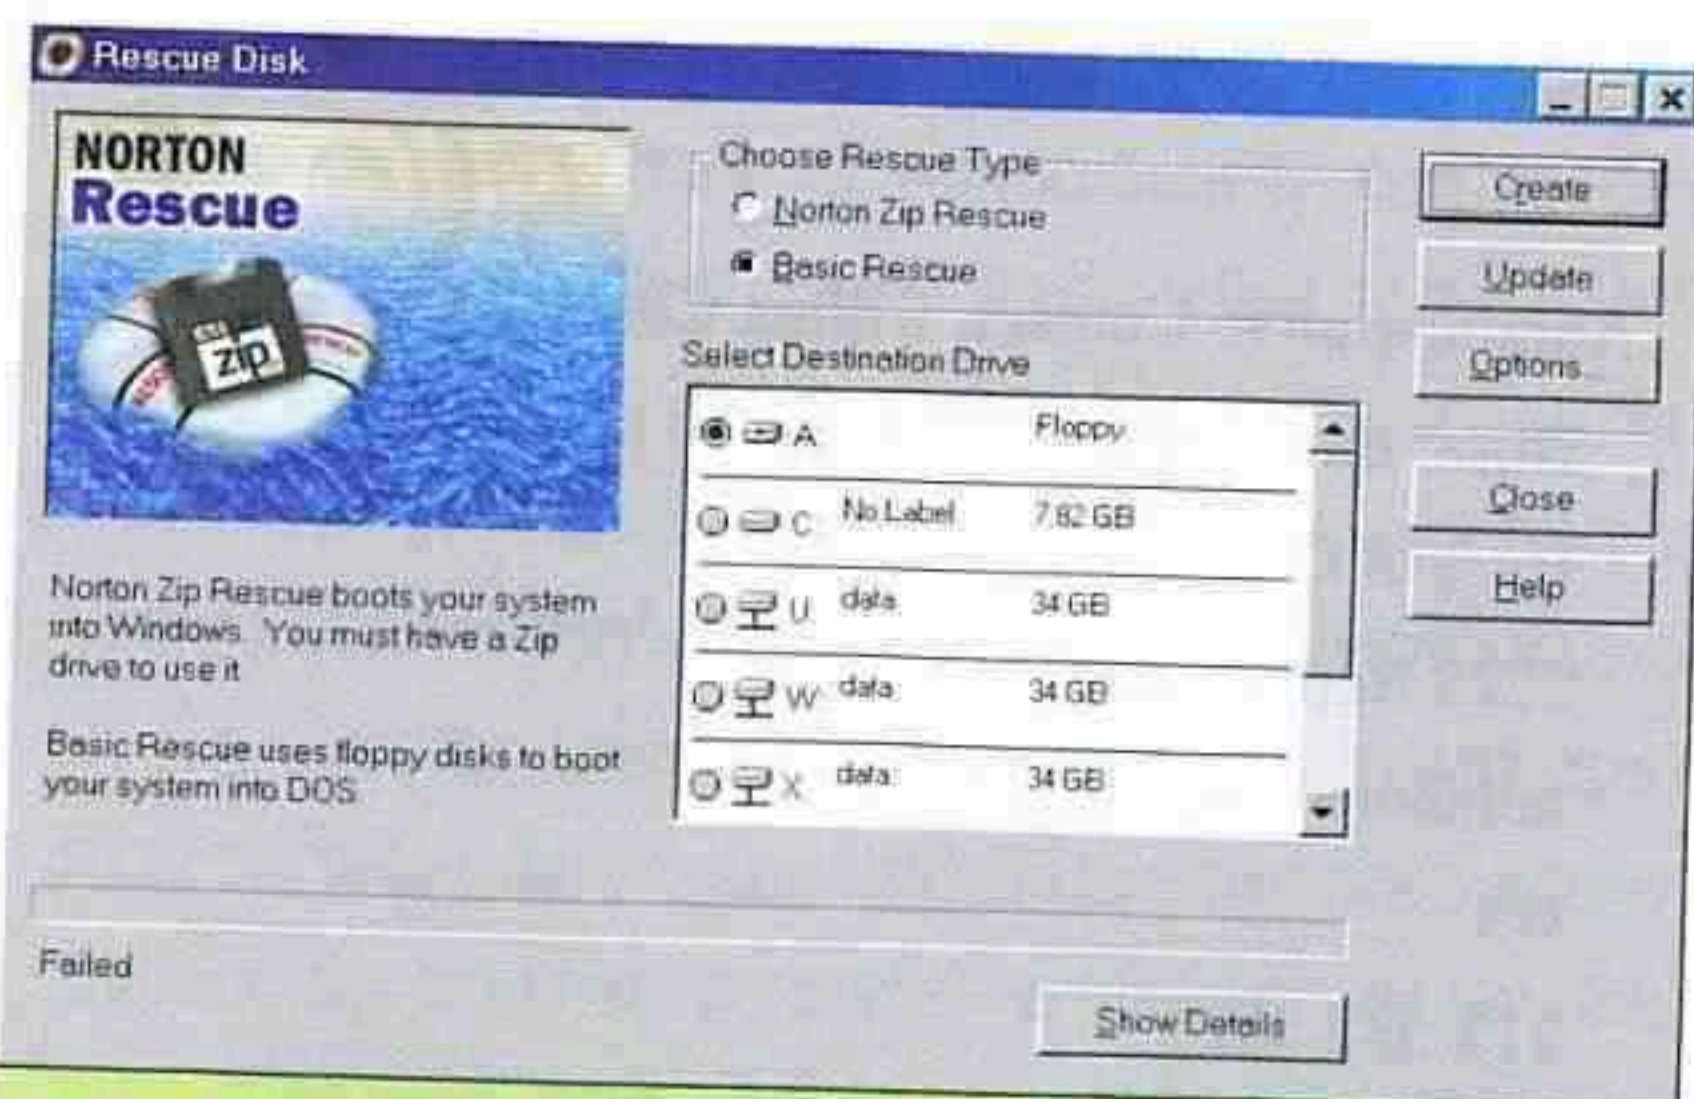 Rescue Disk
NORTON
Rescue
zip
Norton Zip Rescue boots your system
into Windows. You must have a Zip
drive to use it
Basic Rescue uses floppy disks to boot
your system into DOS
Choose Rescue Type
Norton Zip Rescue
Basic Rescue
Select Destination Drive
A Floppy
C No Label 7.82 GB
U data 34 GB
W data 34 GB
X data 34 GB
Create
Update
Options...
Close
Help
Failed
Show Details